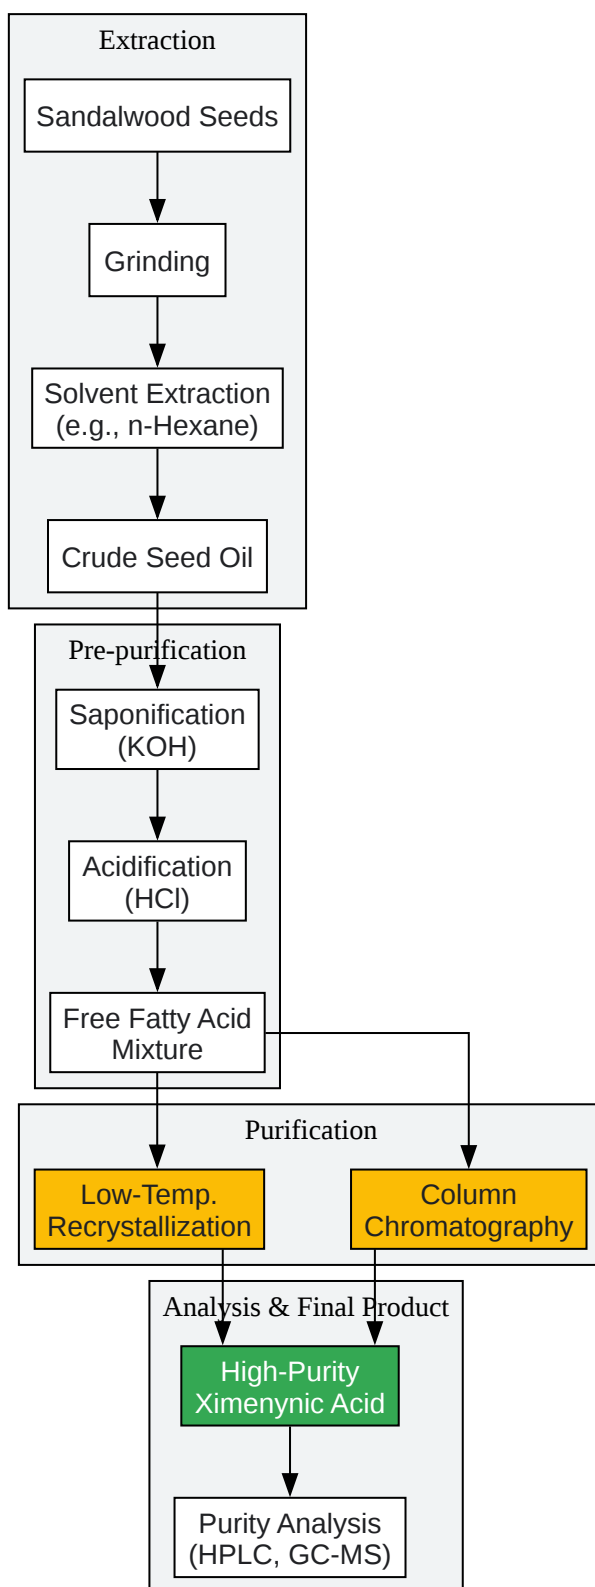 Extraction
Sandalwood Seeds
Grinding
Solvent Extraction
(e.g., n-Hexane)
Crude Seed Oil
Pre-purification
Saponification
(KOH)
Acidification
(HCl)
Free Fatty Acid
Mixture
Purification
Low-Temp.
Recrystallization
Column
Chromatography
Analysis & Final Product
High-Purity
Ximenynic Acid
Purity Analysis
(HPLC, GC-MS)